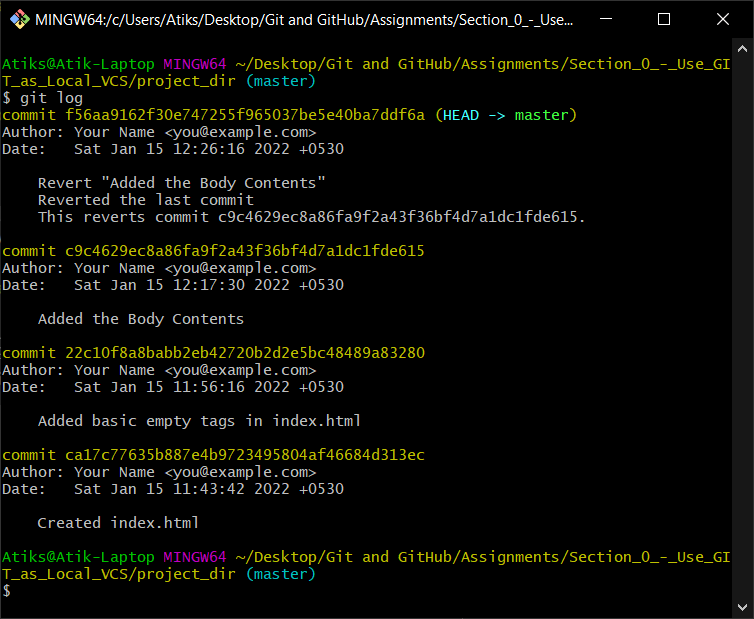 MINGW64:/c/Users/Atiks/Desktop/Git and GitHub/Assignments/Section_0_-_Use...
Atiks@Atik-Laptop MINGW64 ~/Desktop/Git and GitHub/Assignments/Section_0_-_Use_GI
T_as_Local_VCS/project_dir (master)
$ git log
commit f56aa9162f30e747255f965037be5e40ba7ddf6a (HEAD -> master)
Author: Your Name <you@example.com>
Date:   Sat Jan 15 12:26:16 2022 +0530
    Revert "Added the Body Contents"
    Reverted the last commit
    This reverts commit c9c4629ec8a86fa9f2a43f36bf4d7a1dc1fde615.
commit c9c4629ec8a86fa9f2a43f36bf4d7a1dc1fde615
Author: Your Name <you@example.com>
Date:   Sat Jan 15 12:17:30 2022 +0530
    Added the Body Contents
commit 22c10f8a8babb2eb42720b2d2e5bc48489a83280
Author: Your Name <you@example.com>
Date:   Sat Jan 15 11:56:16 2022 +0530
    Added basic empty tags in index.html
commit ca17c77635b887e4b9723495804af46684d313ec
Author: Your Name <you@example.com>
Date:   Sat Jan 15 11:43:42 2022 +0530
    Created index.html
Atiks@Atik-Laptop MINGW64 ~/Desktop/Git and GitHub/Assignments/Section_0_-_Use_GI
T_as_Local_VCS/project_dir (master)
$